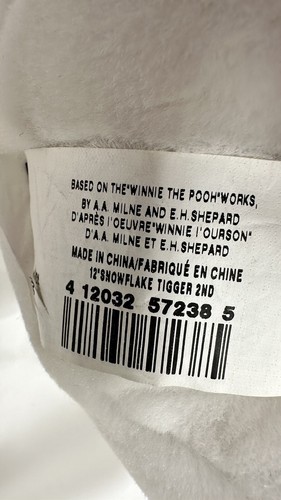 BASED ON THE"WINNIE THE POOH"WORKS,
BY A.A. MILNE AND E.H.SHEPARD
D'APRÈS l'OEUVRE"WINNIE l'OURSON"
D'A.A. MILNE ET E.H.SHEPARD
MADE IN CHINA/FABRIQUÉ EN CHINE
12"SNOWFLAKE TIGGER 2ND
4 12032 57238 5